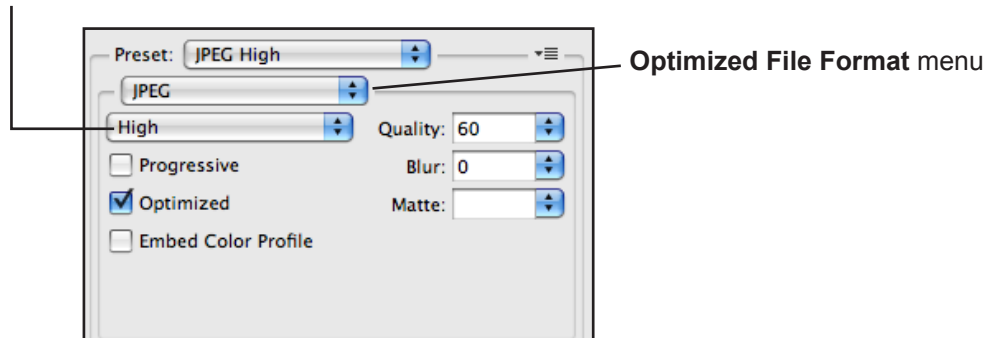 Preset: JPEG High
Optimized File Format menu
JPEG
High Quality: 60
Progressive Blur: 0
Optimized Matte:
Embed Color Profile